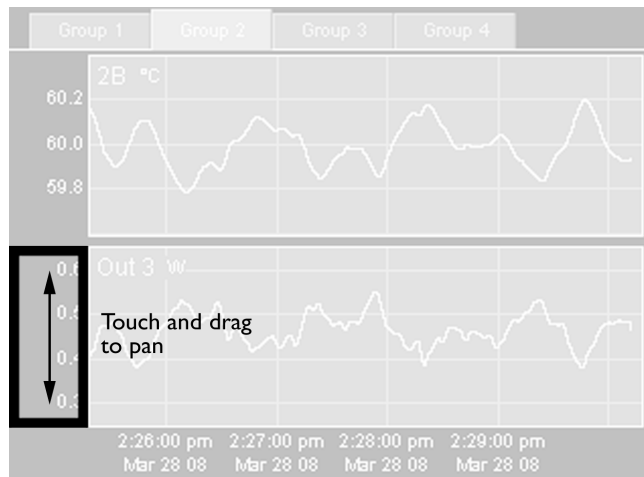 Group 1 Group 2 Group 3 Group 4
2B °C
60.2
60.0
59.8
Out 3 W
0.6
0.5
Touch and drag
to pan
0.4
0.3
2:26:00 pm 2:27:00 pm 2:28:00 pm 2:29:00 pm
Mar 28 08 Mar 28 08 Mar 28 08 Mar 28 08